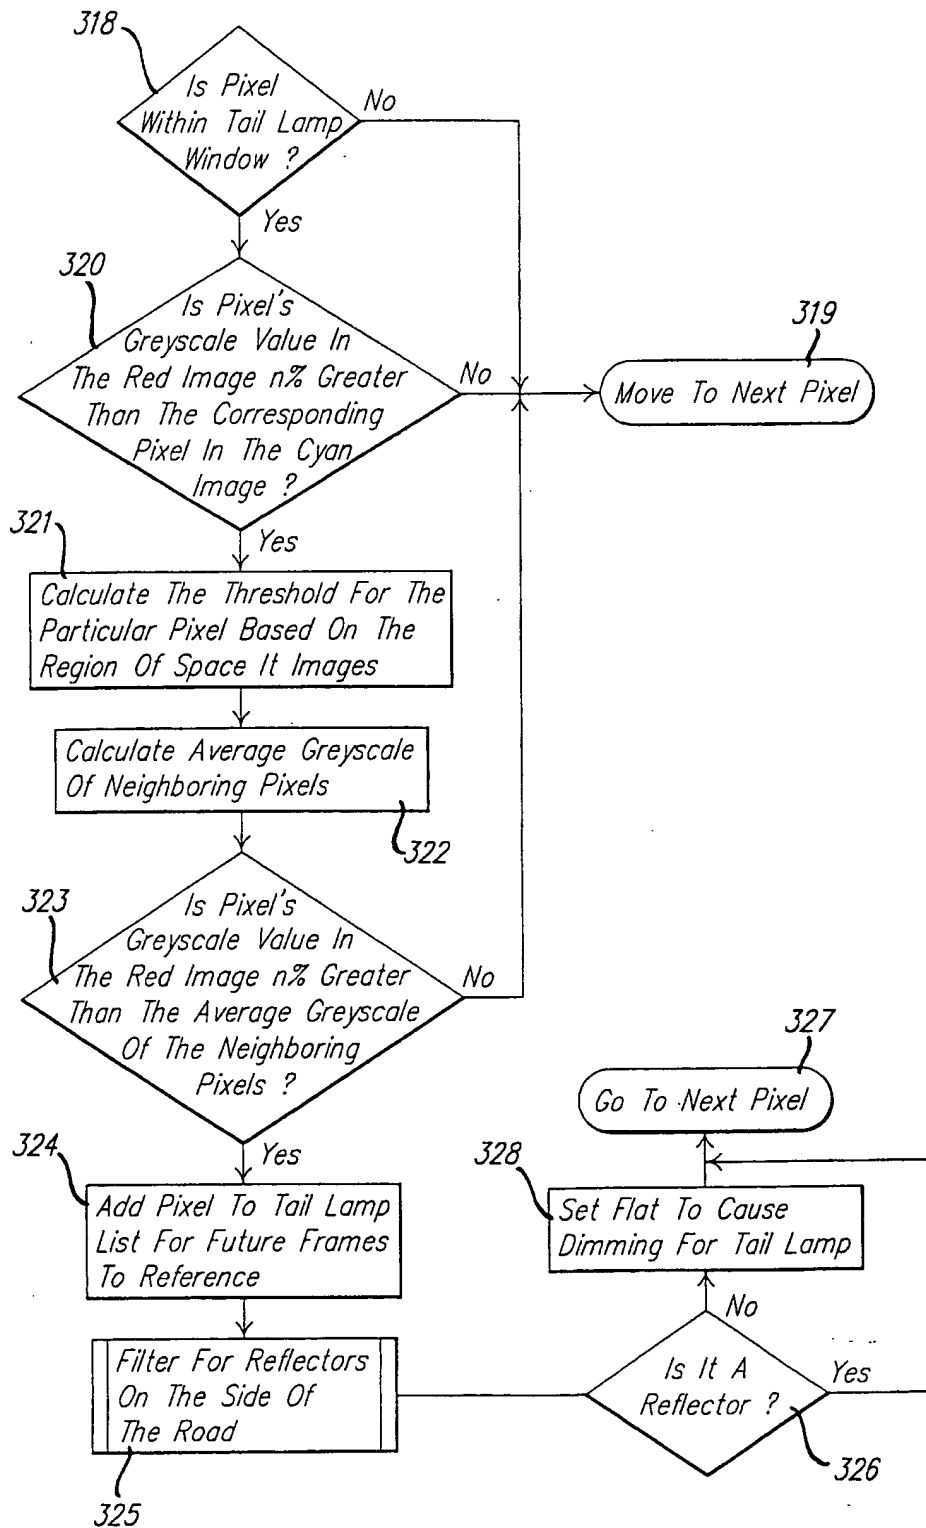 318
Is Pixel
Within Tail Lamp
Window ?
No
Yes
320
Is Pixel's
Greyscale Value In
The Red Image n% Greater
Than The Corresponding
Pixel In The Cyan
Image ?
No
319
Move To Next Pixel
Yes
321
Calculate The Threshold For The
Particular Pixel Based On The
Region Of Space It Images
Calculate Average Greyscale
Of Neighboring Pixels
322
323
Is Pixel's
Greyscale Value In
The Red Image n% Greater
Than The Average Greyscale
Of The Neighboring
Pixels ?
No
Yes
324
Add Pixel To Tail Lamp
List For Future Frames
To Reference
Filter For Reflectors
On The Side Of
The Road
325
327
Go To Next Pixel
328
Set Flat To Cause
Dimming For Tail Lamp
No
Is It A
Reflector ?
Yes
326